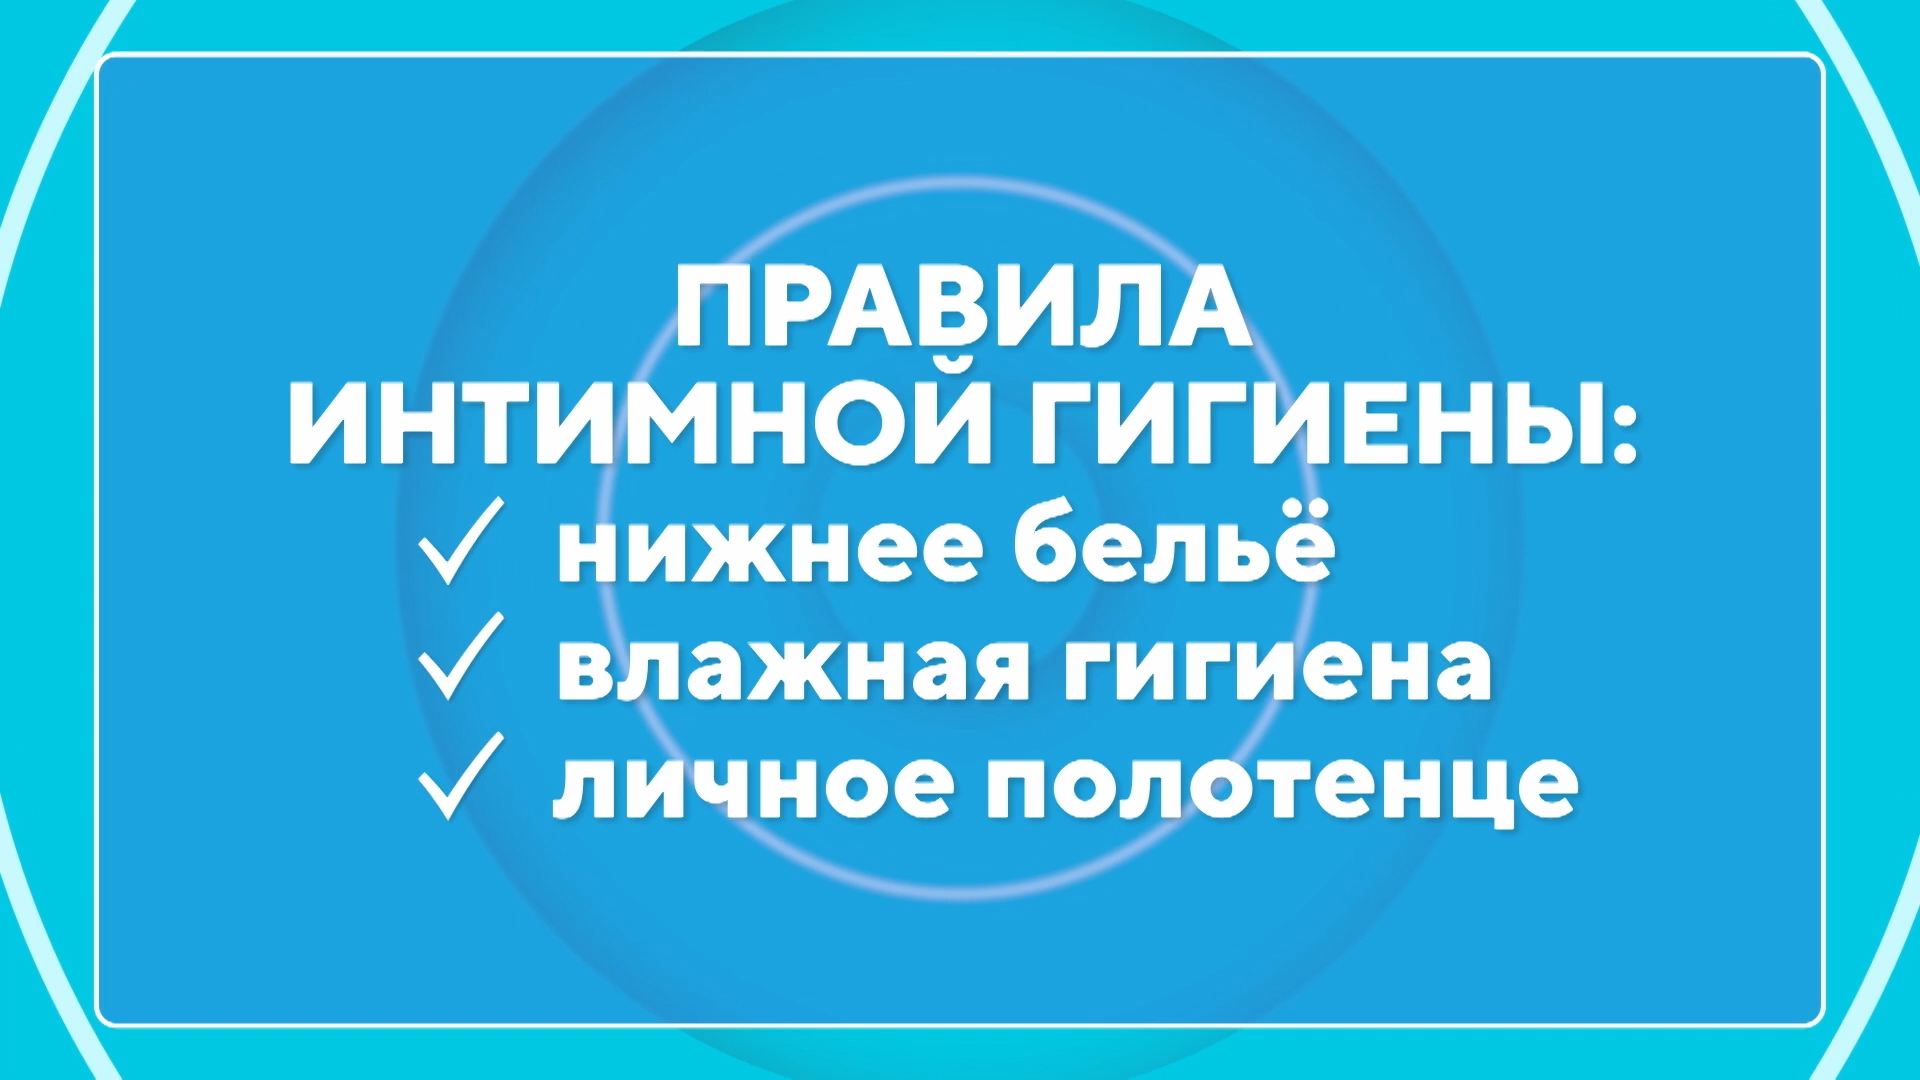 ПРАВИЛА
ИНТИМНОЙ ГИГИЕНЫ:
✓ нижнее бельё
✓ влажная гигиена
✓ личное полотенце